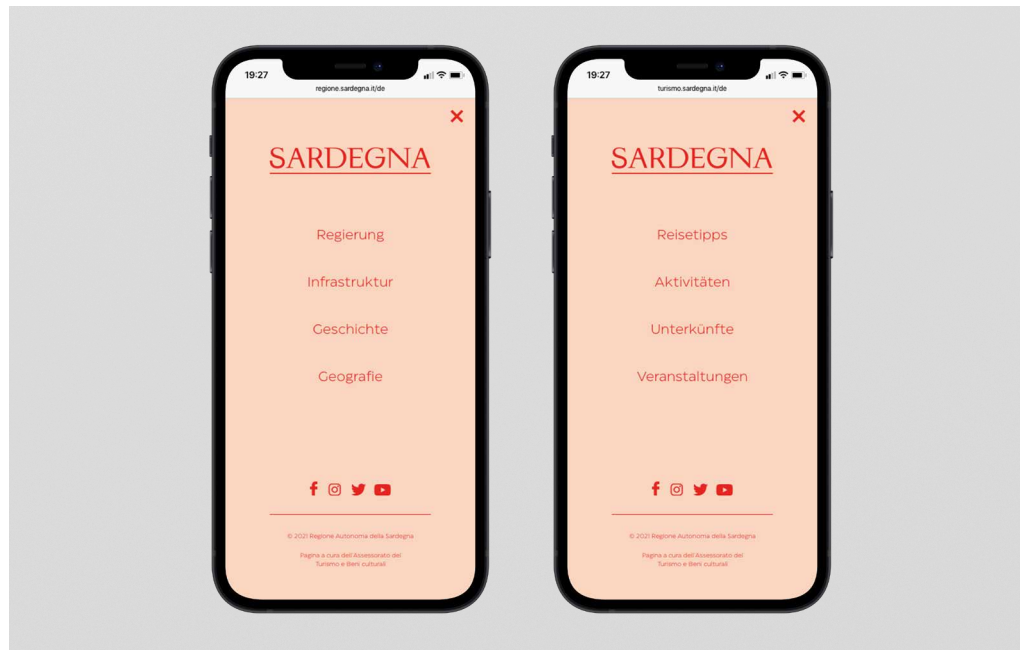 19:27
regione.sardegna.it/de
SARDEGNA
Regierung
Infrastruktur
Geschichte
Geografie
© 2021 Regione Autonoma della Sardegna
Pagina a cura dell'Assessorato del
Turismo e Beni culturali
19:27
turismo.sardegna.it/de
SARDEGNA
Reisetipps
Aktivitäten
Unterkünfte
Veranstaltungen
© 2021 Regione Autonoma della Sardegna
Pagina a cura dell'Assessorato del
Turismo e Beni culturali